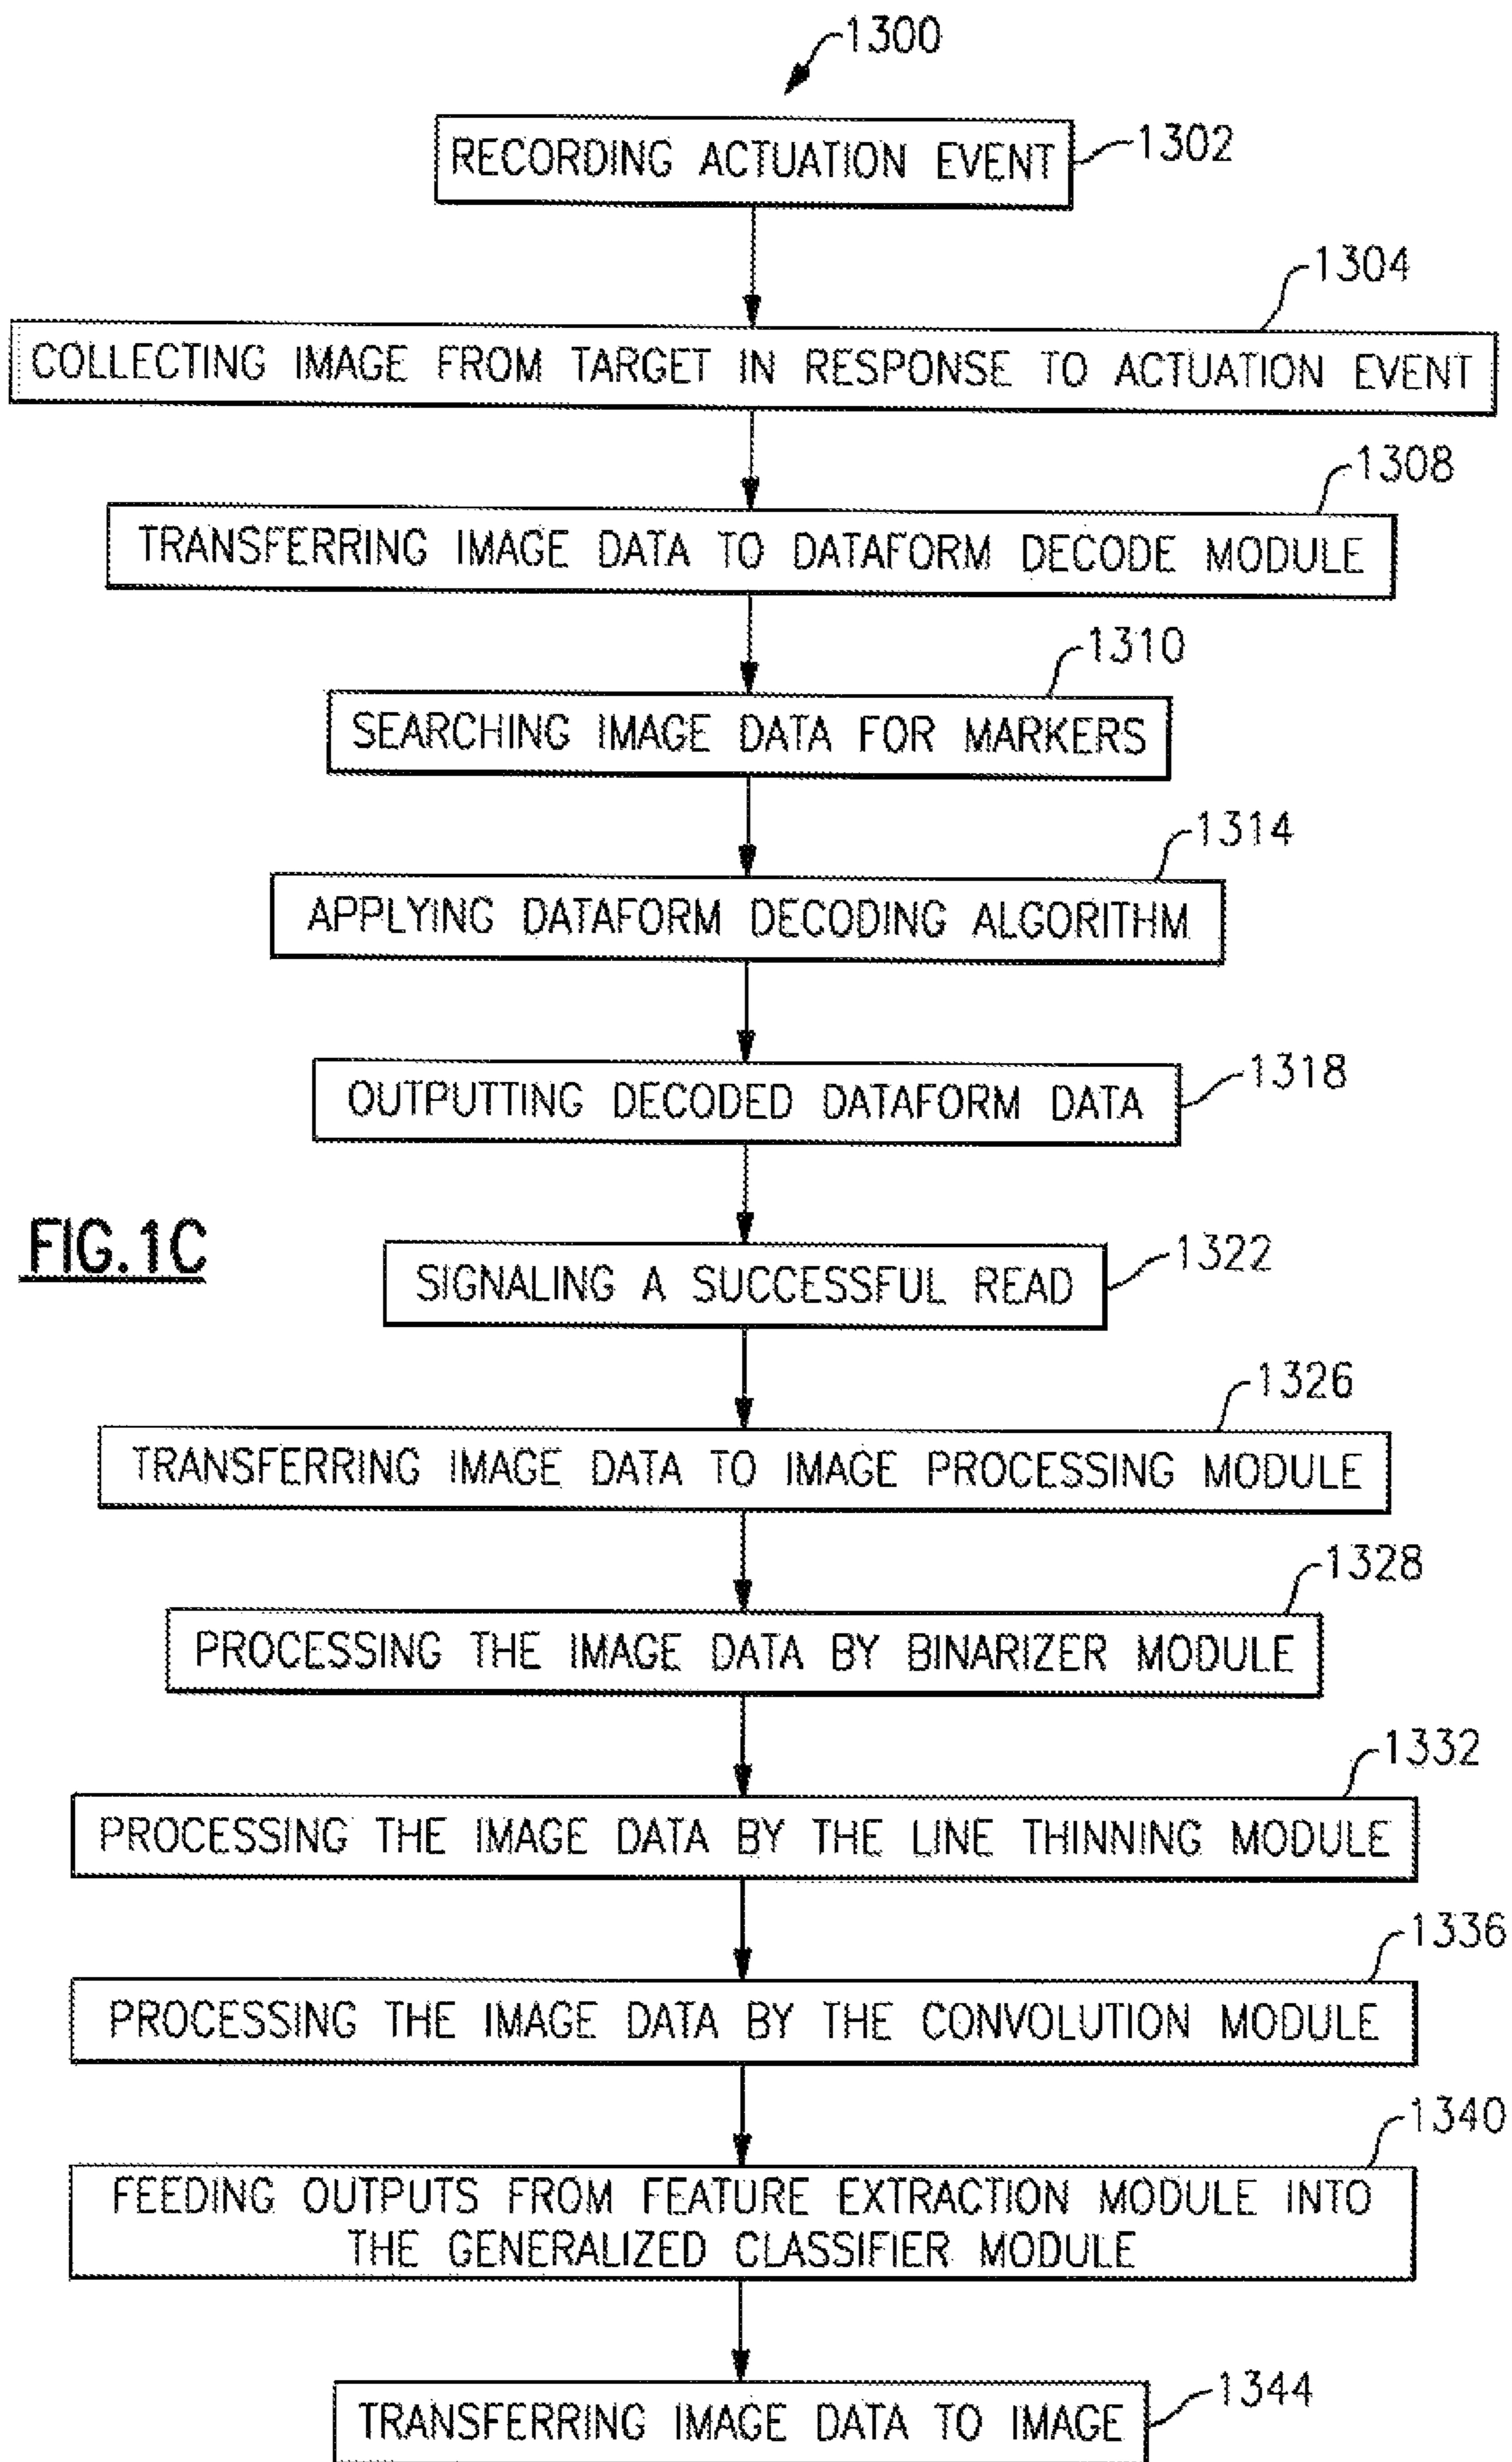 1300
RECORDING ACTUATION EVENT
1302
1304
COLLECTING IMAGE FROM TARGET IN RESPONSE TO ACTUATION EVENT
1308
TRANSFERRING IMAGE DATA TO DATAFORM DECODE MODULE
1310
SEARCHING IMAGE DATA FOR MARKERS
1314
APPLYING DATAFORM DECODING ALGORITHM
OUTPUTTING DECODED DATAFORM DATA
1318
FIG.1C
SIGNALING A SUCCESSFUL READ
1322
1326
TRANSFERRING IMAGE DATA TO IMAGE PROCESSING MODULE
1328
PROCESSING THE IMAGE DATA BY BINARIZER MODULE
1332
PROCESSING THE IMAGE DATA BY THE LINE THINNING MODULE
1336
PROCESSING THE IMAGE DATA BY THE CONVOLUTION MODULE
1340
FEEDING OUTPUTS FROM FEATURE EXTRACTION MODULE INTO
THE GENERALIZED CLASSIFIER MODULE
TRANSFERRING IMAGE DATA TO IMAGE
1344